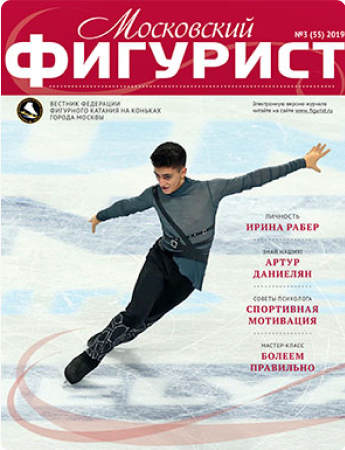 Московский
№3 (55) 2019
ФИГУРИСТ
ВЕСТНИК ФЕДЕРАЦИИ
ФИГУРНОГО КАТАНИЯ НА КОНЬКАХ
ГОРОДА МОСКВЫ
Электронную версию журнала
читайте на сайте www.figurist.ru
ЛИЧНОСТЬ
ИРИНА РАБЕР
ЗНАЙ НАШИХ!
АРТУР
ДАНИЕЛЯН
СОВЕТЫ ПСИХОЛОГА
СПОРТИВНАЯ
МОТИВАЦИЯ
МАСТЕР-КЛАСС
БОЛЕЕМ
ПРАВИЛЬНО